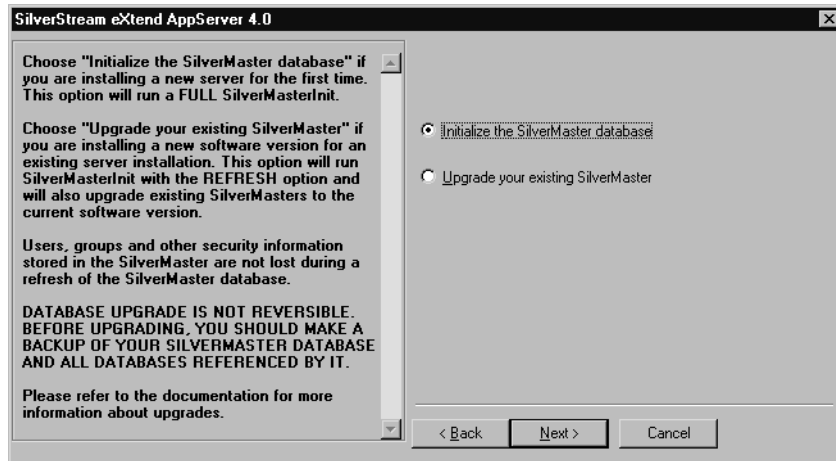 SilverStream eXtend AppServer 4.0
Choose "Initialize the SilverMaster database" if
you are installing a new server for the first time.
This option will run a FULL SilverMasterInit.
Choose "Upgrade your existing SilverMaster" if
you are installing a new software version for an
existing server installation. This option will run
SilverMasterInit with the REFRESH option and
will also upgrade existing SilverMasters to the
current software version.
Users, groups and other security information
stored in the SilverMaster are not lost during a
refresh of the SilverMaster database.
DATABASE UPGRADE IS NOT REVERSIBLE.
BEFORE UPGRADING, YOU SHOULD MAKE A
BACKUP OF YOUR SILVERMASTER DATABASE
AND ALL DATABASES REFERENCED BY IT.
Please refer to the documentation for more
information about upgrades.
Initialize the SilverMaster database
Upgrade your existing SilverMaster
< Back
Next >
Cancel